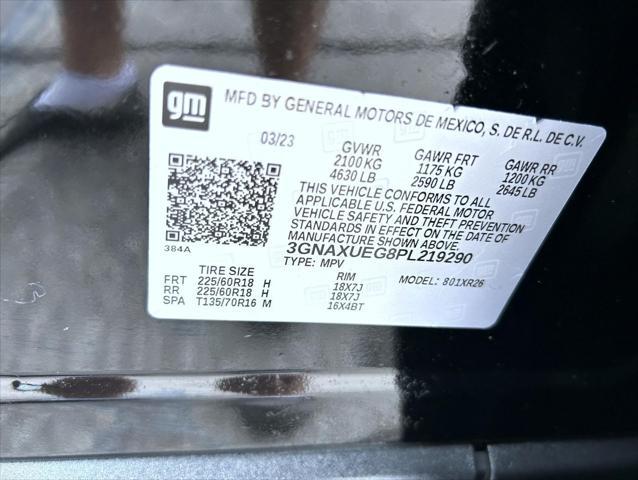 gm
MFD BY GENERAL MOTORS DE MEXICO, S. DE R.L. DE C.V.
03/23 GVWR GAWR FRT GAWR RR
2100 KG 1175 KG 1200 KG
4630 LB 2590 LB 2645 LB
THIS VEHICLE CONFORMS TO ALL
APPLICABLE U.S. FEDERAL MOTOR
VEHICLE SAFETY AND THEFT PREVENTION
STANDARDS IN EFFECT ON THE DATE OF
MANUFACTURE SHOWN ABOVE.
384A
3GNAXUEG8PL219290
TYPE: MPV MODEL: 801XR26
TIRE SIZE RIM
FRT 225/60R18 H 18X7J
RR 225/60R18 H 18X7J
SPA T135/70R16 M 16X4BT